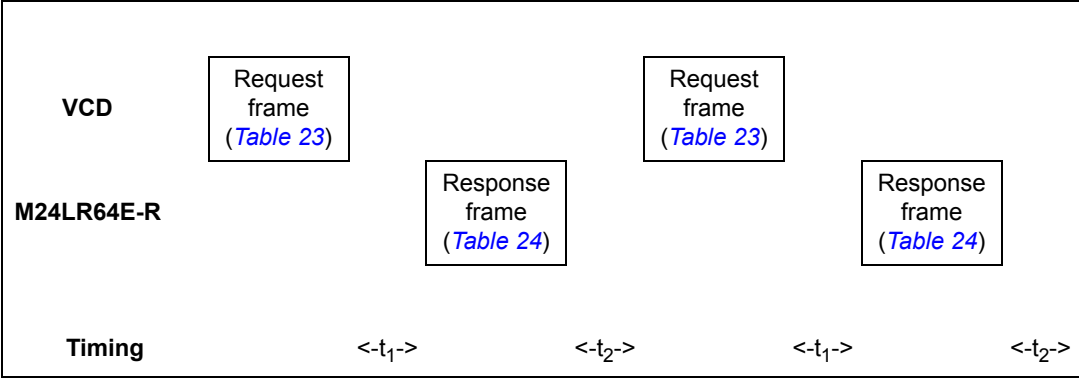 VCD
Request
frame
(Table 23)
Request
frame
(Table 23)
M24LR64E-R
Response
frame
(Table 24)
Response
frame
(Table 24)
Timing <-t1-> <-t2-> <-t1-> <-t2->